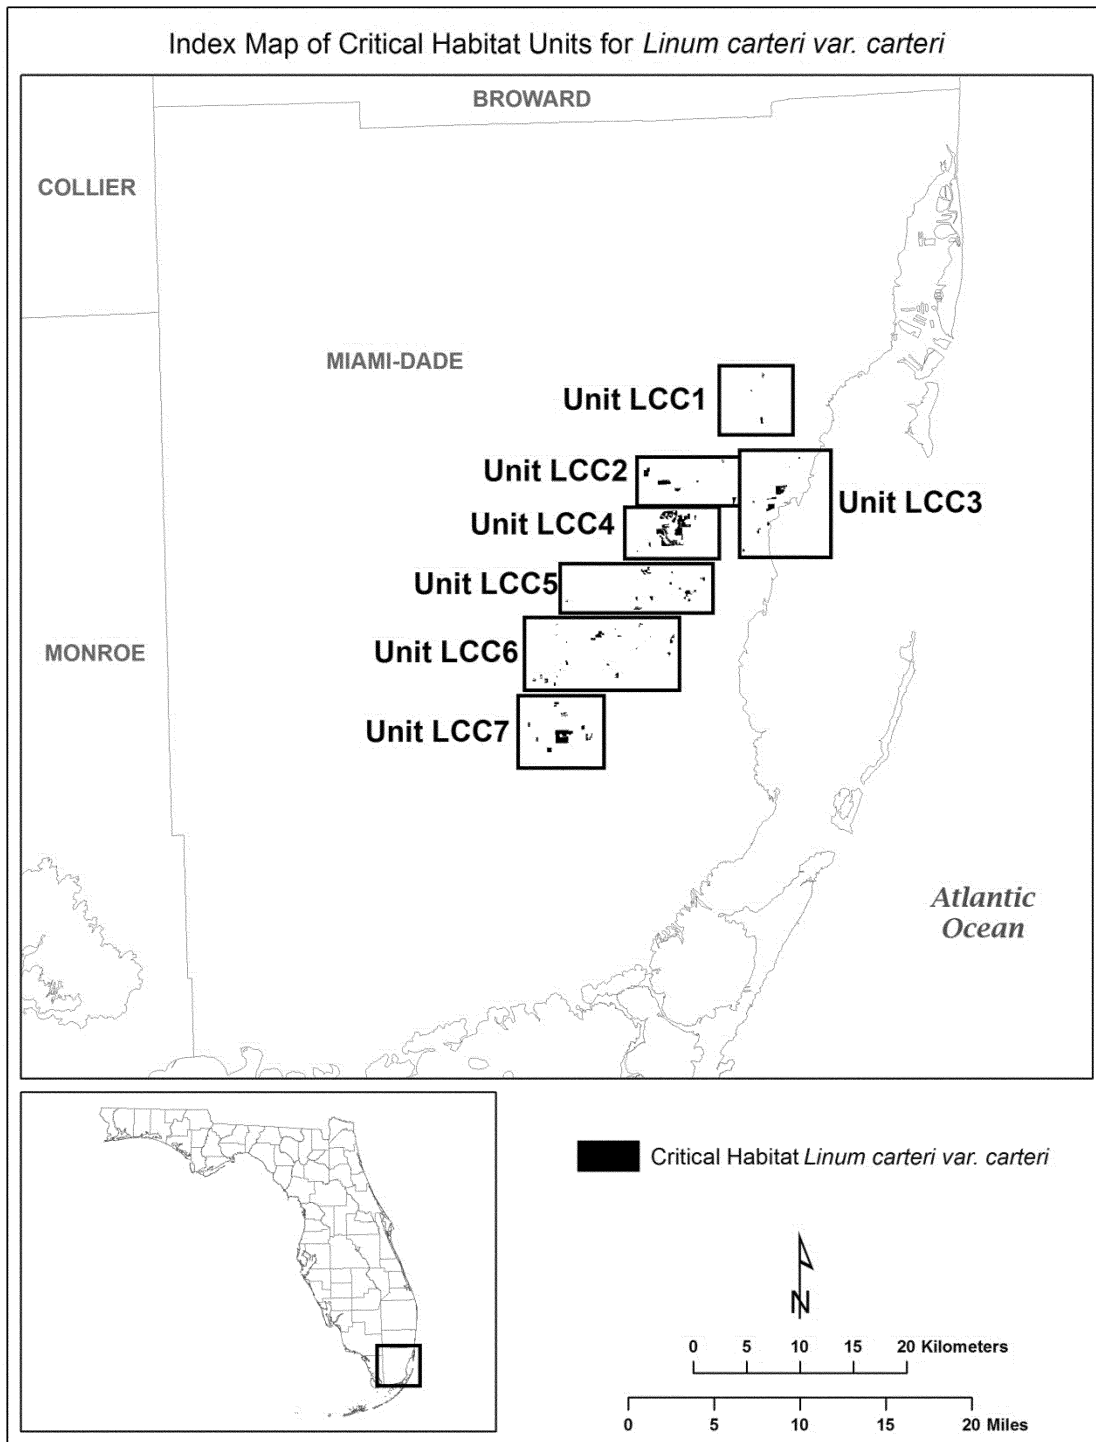 Index Map of Critical Habitat Units for Linum carteri var. carteri
BROWARD
COLLIER
MIAMI-DADE
Unit LCC1
Unit LCC2
Unit LCC3
Unit LCC4
Unit LCC5
Unit LCC6
MONROE
Unit LCC7
Atlantic
Ocean
Critical Habitat Linum carteri var. carteri
N
0 5 10 15 20 Kilometers
0 5 10 15 20 Miles